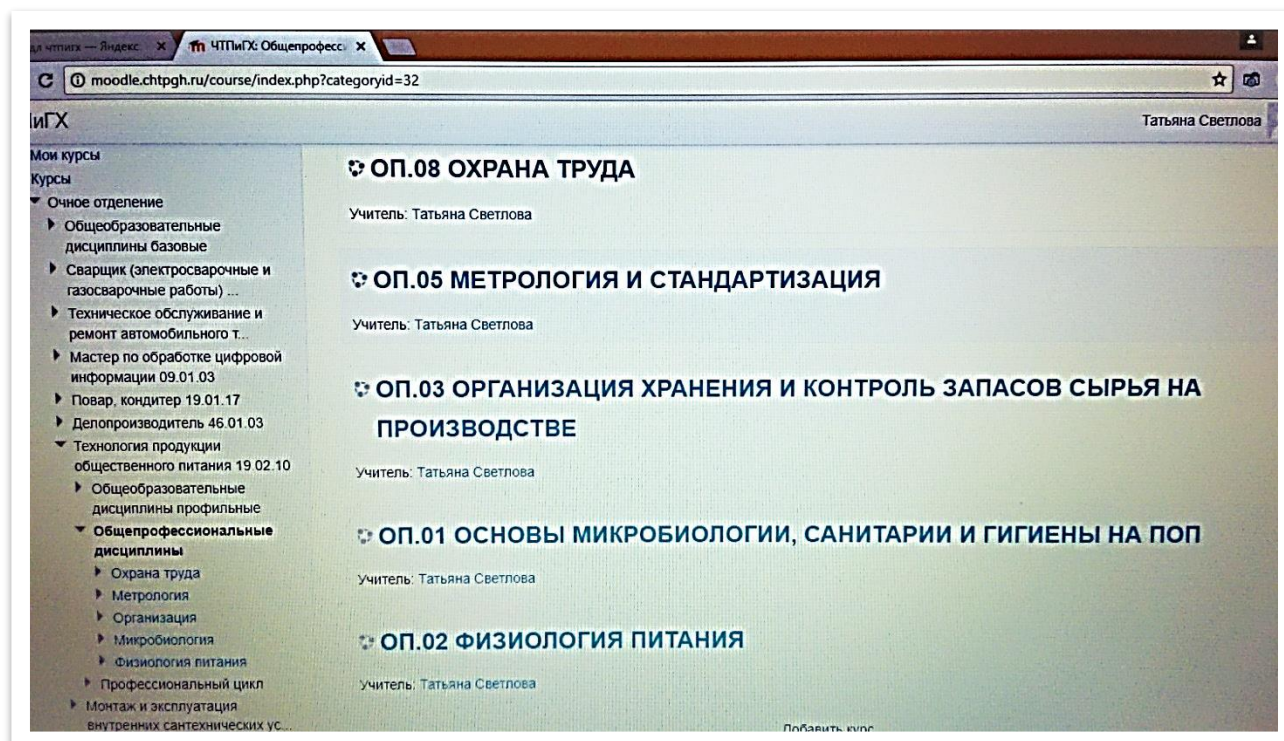 чтпигх — Яндекс
ЧТПиГХ: Общепрофесс
moodle.chtpgh.ru/course/index.php?categoryid=32
иГХ
Татьяна Светлова
Мои курсы
Курсы
Очное отделение
Общеобразовательные
дисциплины базовые
Сварщик (электросварочные и
газосварочные работы) ...
Техническое обслуживание и
ремонт автомобильного т...
Мастер по обработке цифровой
информации 09.01.03
Повар, кондитер 19.01.17
Делопроизводитель 46.01.03
Технология продукции
общественного питания 19.02.10
Общеобразовательные
дисциплины профильные
Общепрофессиональные
дисциплины
Охрана труда
Метрология
Организация
Микробиология
Физиология питания
Профессиональный цикл
Монтаж и эксплуатация
внутренних сантехнических ус...
ОП.08 ОХРАНА ТРУДА
Учитель: Татьяна Светлова
ОП.05 МЕТРОЛОГИЯ И СТАНДАРТИЗАЦИЯ
Учитель: Татьяна Светлова
ОП.03 ОРГАНИЗАЦИЯ ХРАНЕНИЯ И КОНТРОЛЬ ЗАПАСОВ СЫРЬЯ НА
ПРОИЗВОДСТВЕ
Учитель: Татьяна Светлова
ОП.01 ОСНОВЫ МИКРОБИОЛОГИИ, САНИТАРИИ И ГИГИЕНЫ НА ПОП
Учитель: Татьяна Светлова
ОП.02 ФИЗИОЛОГИЯ ПИТАНИЯ
Учитель: Татьяна Светлова
Добавить курс